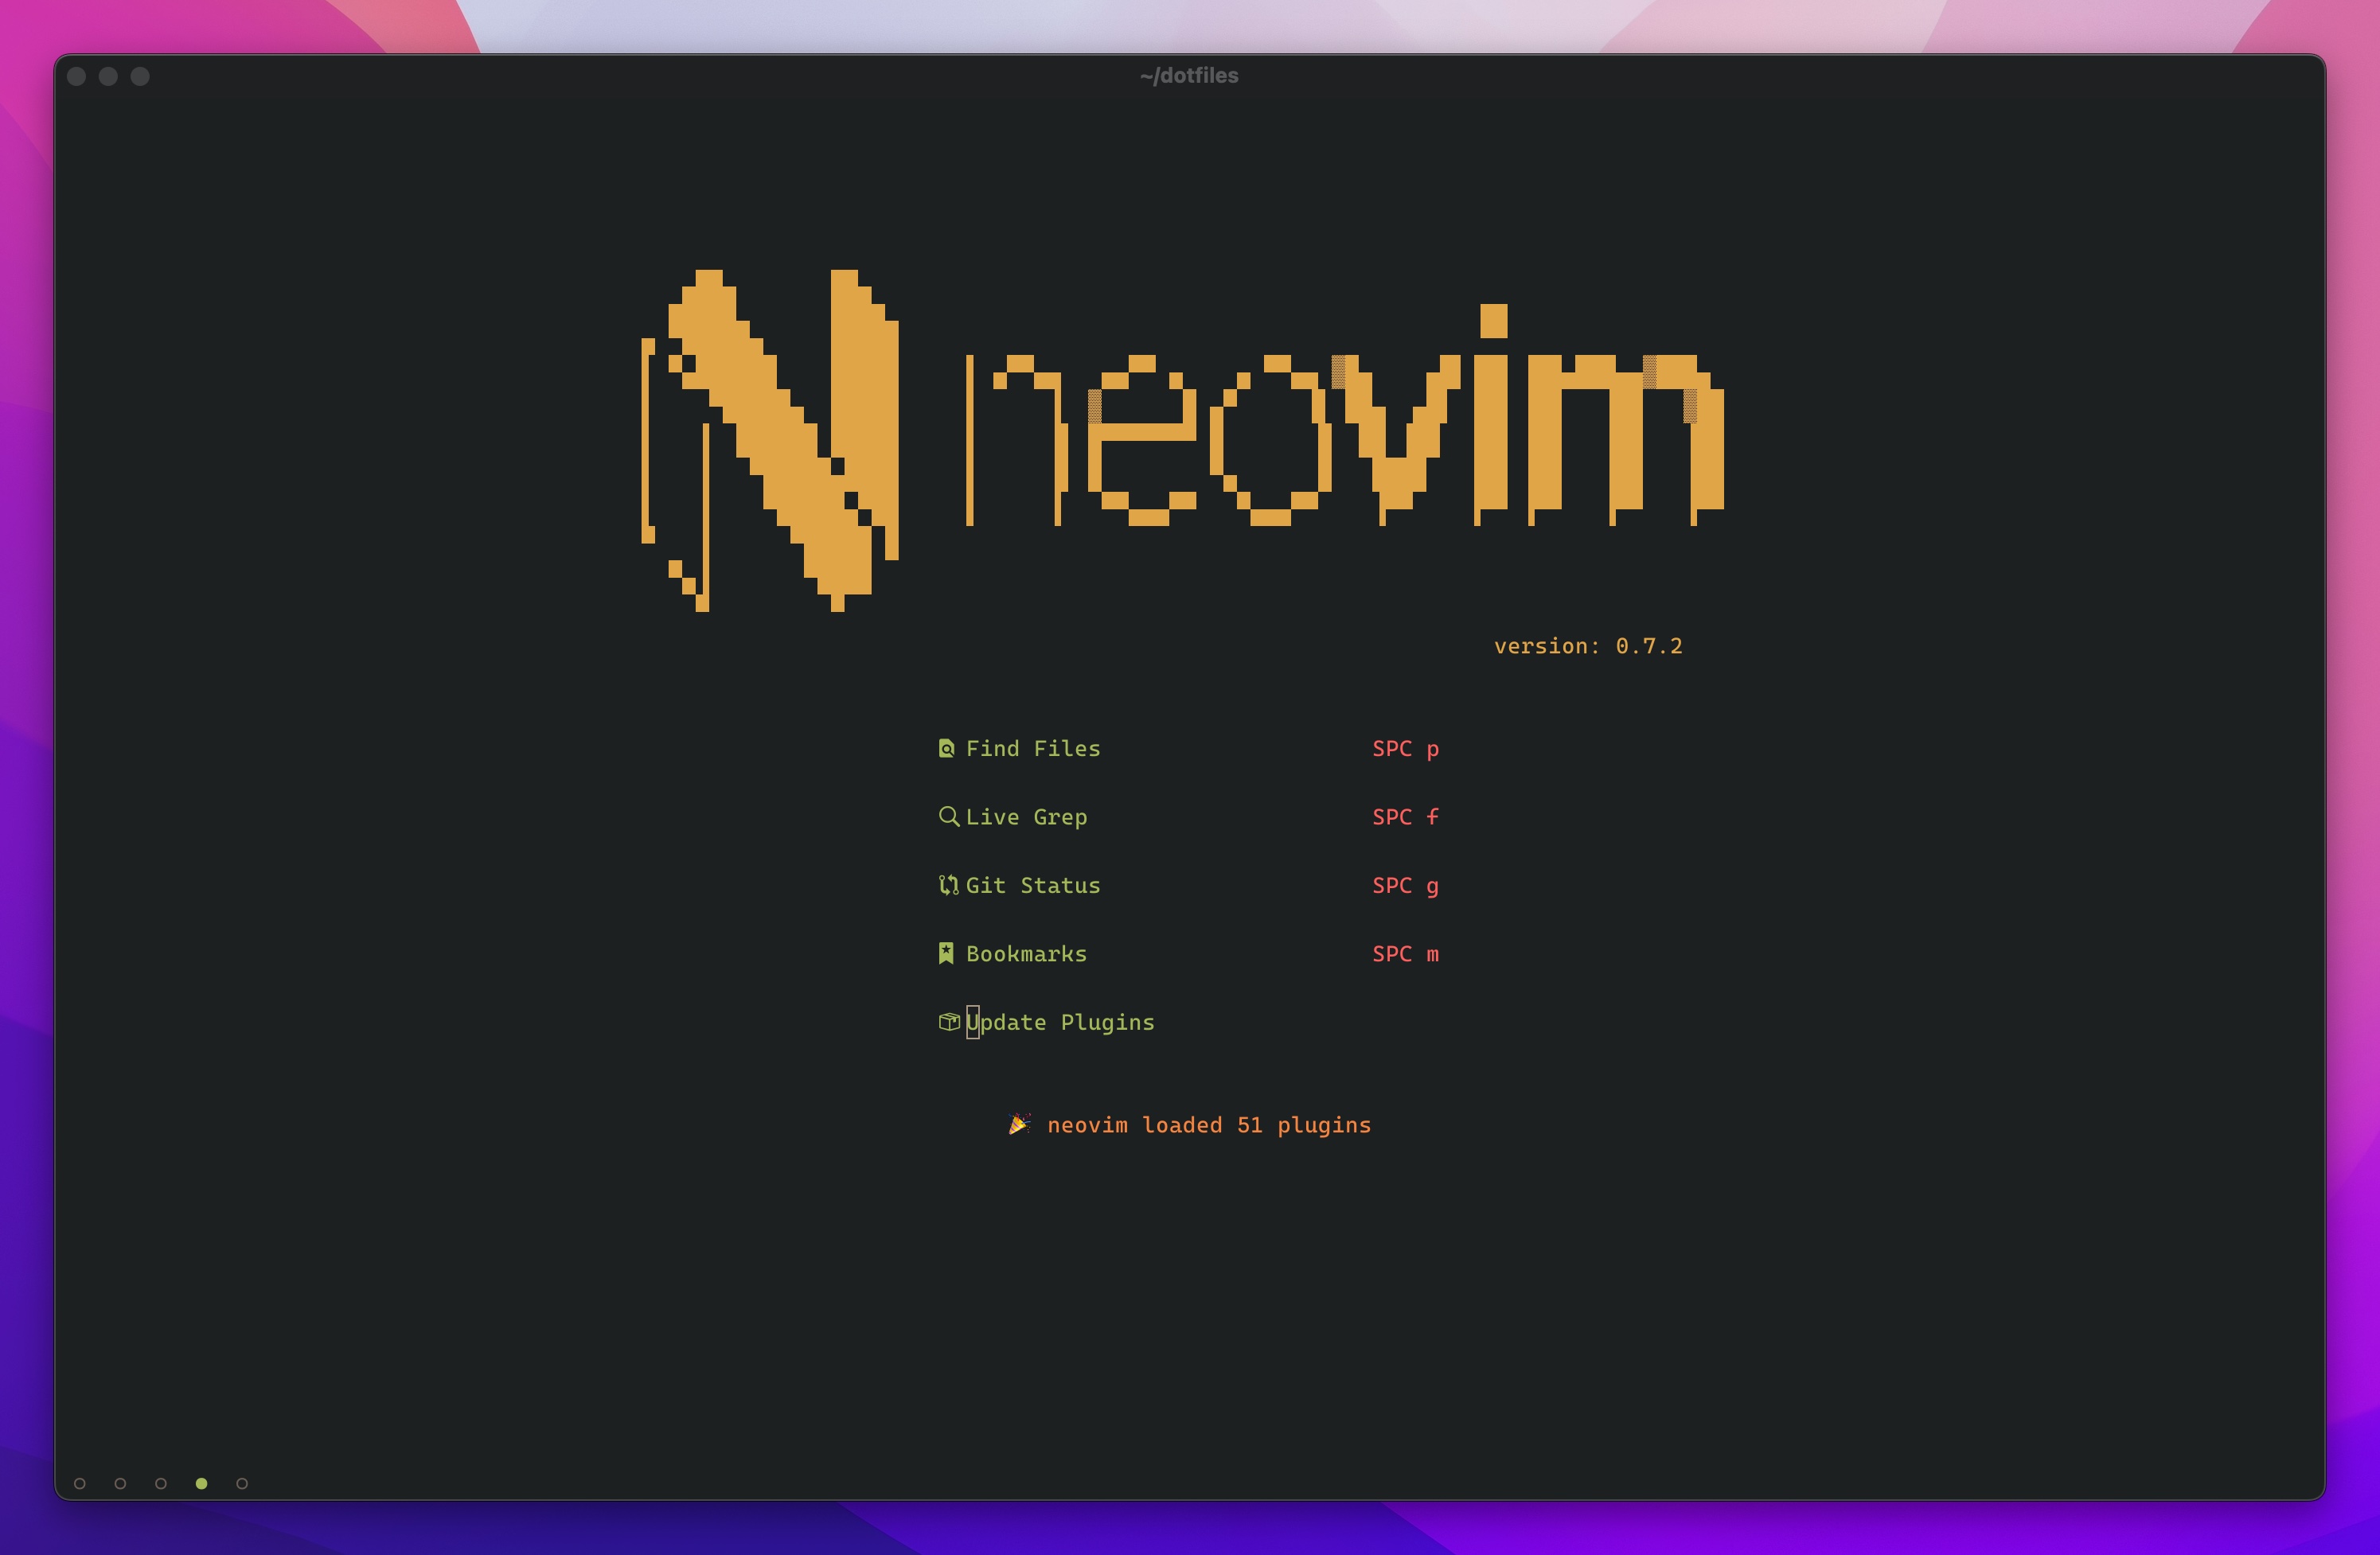 ~/dotfiles
neovim
version: 0.7.2
Find Files SPC p
Live Grep SPC f
Git Status SPC g
Bookmarks SPC m
Update Plugins
🎉 neovim loaded 51 plugins